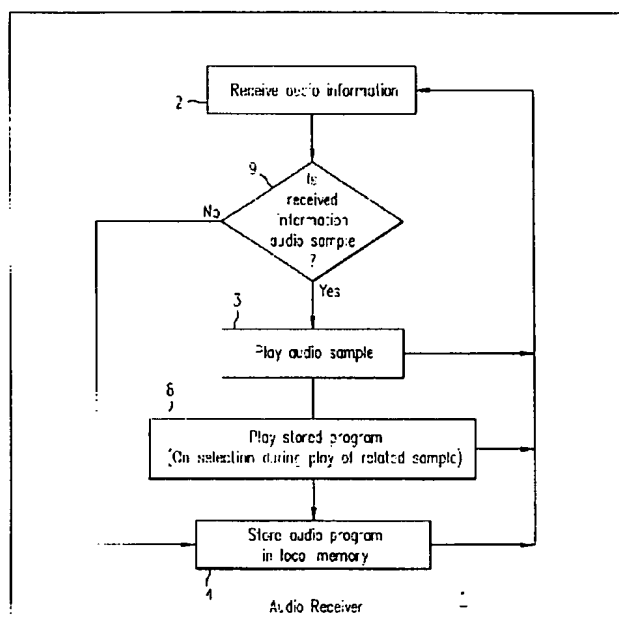 Receive audio information
2
9
Is
received
information
audio sample
?
No
Yes
3
Play audio sample
8
Play stored program
(On selection during play of related sample)
Store audio program
in local memory
4
Audio Receiver